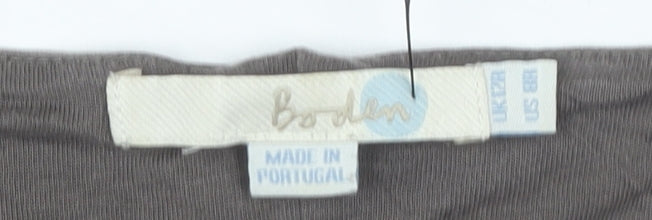 Boden
UK12R
US 8R
MADE IN
PORTUGAL